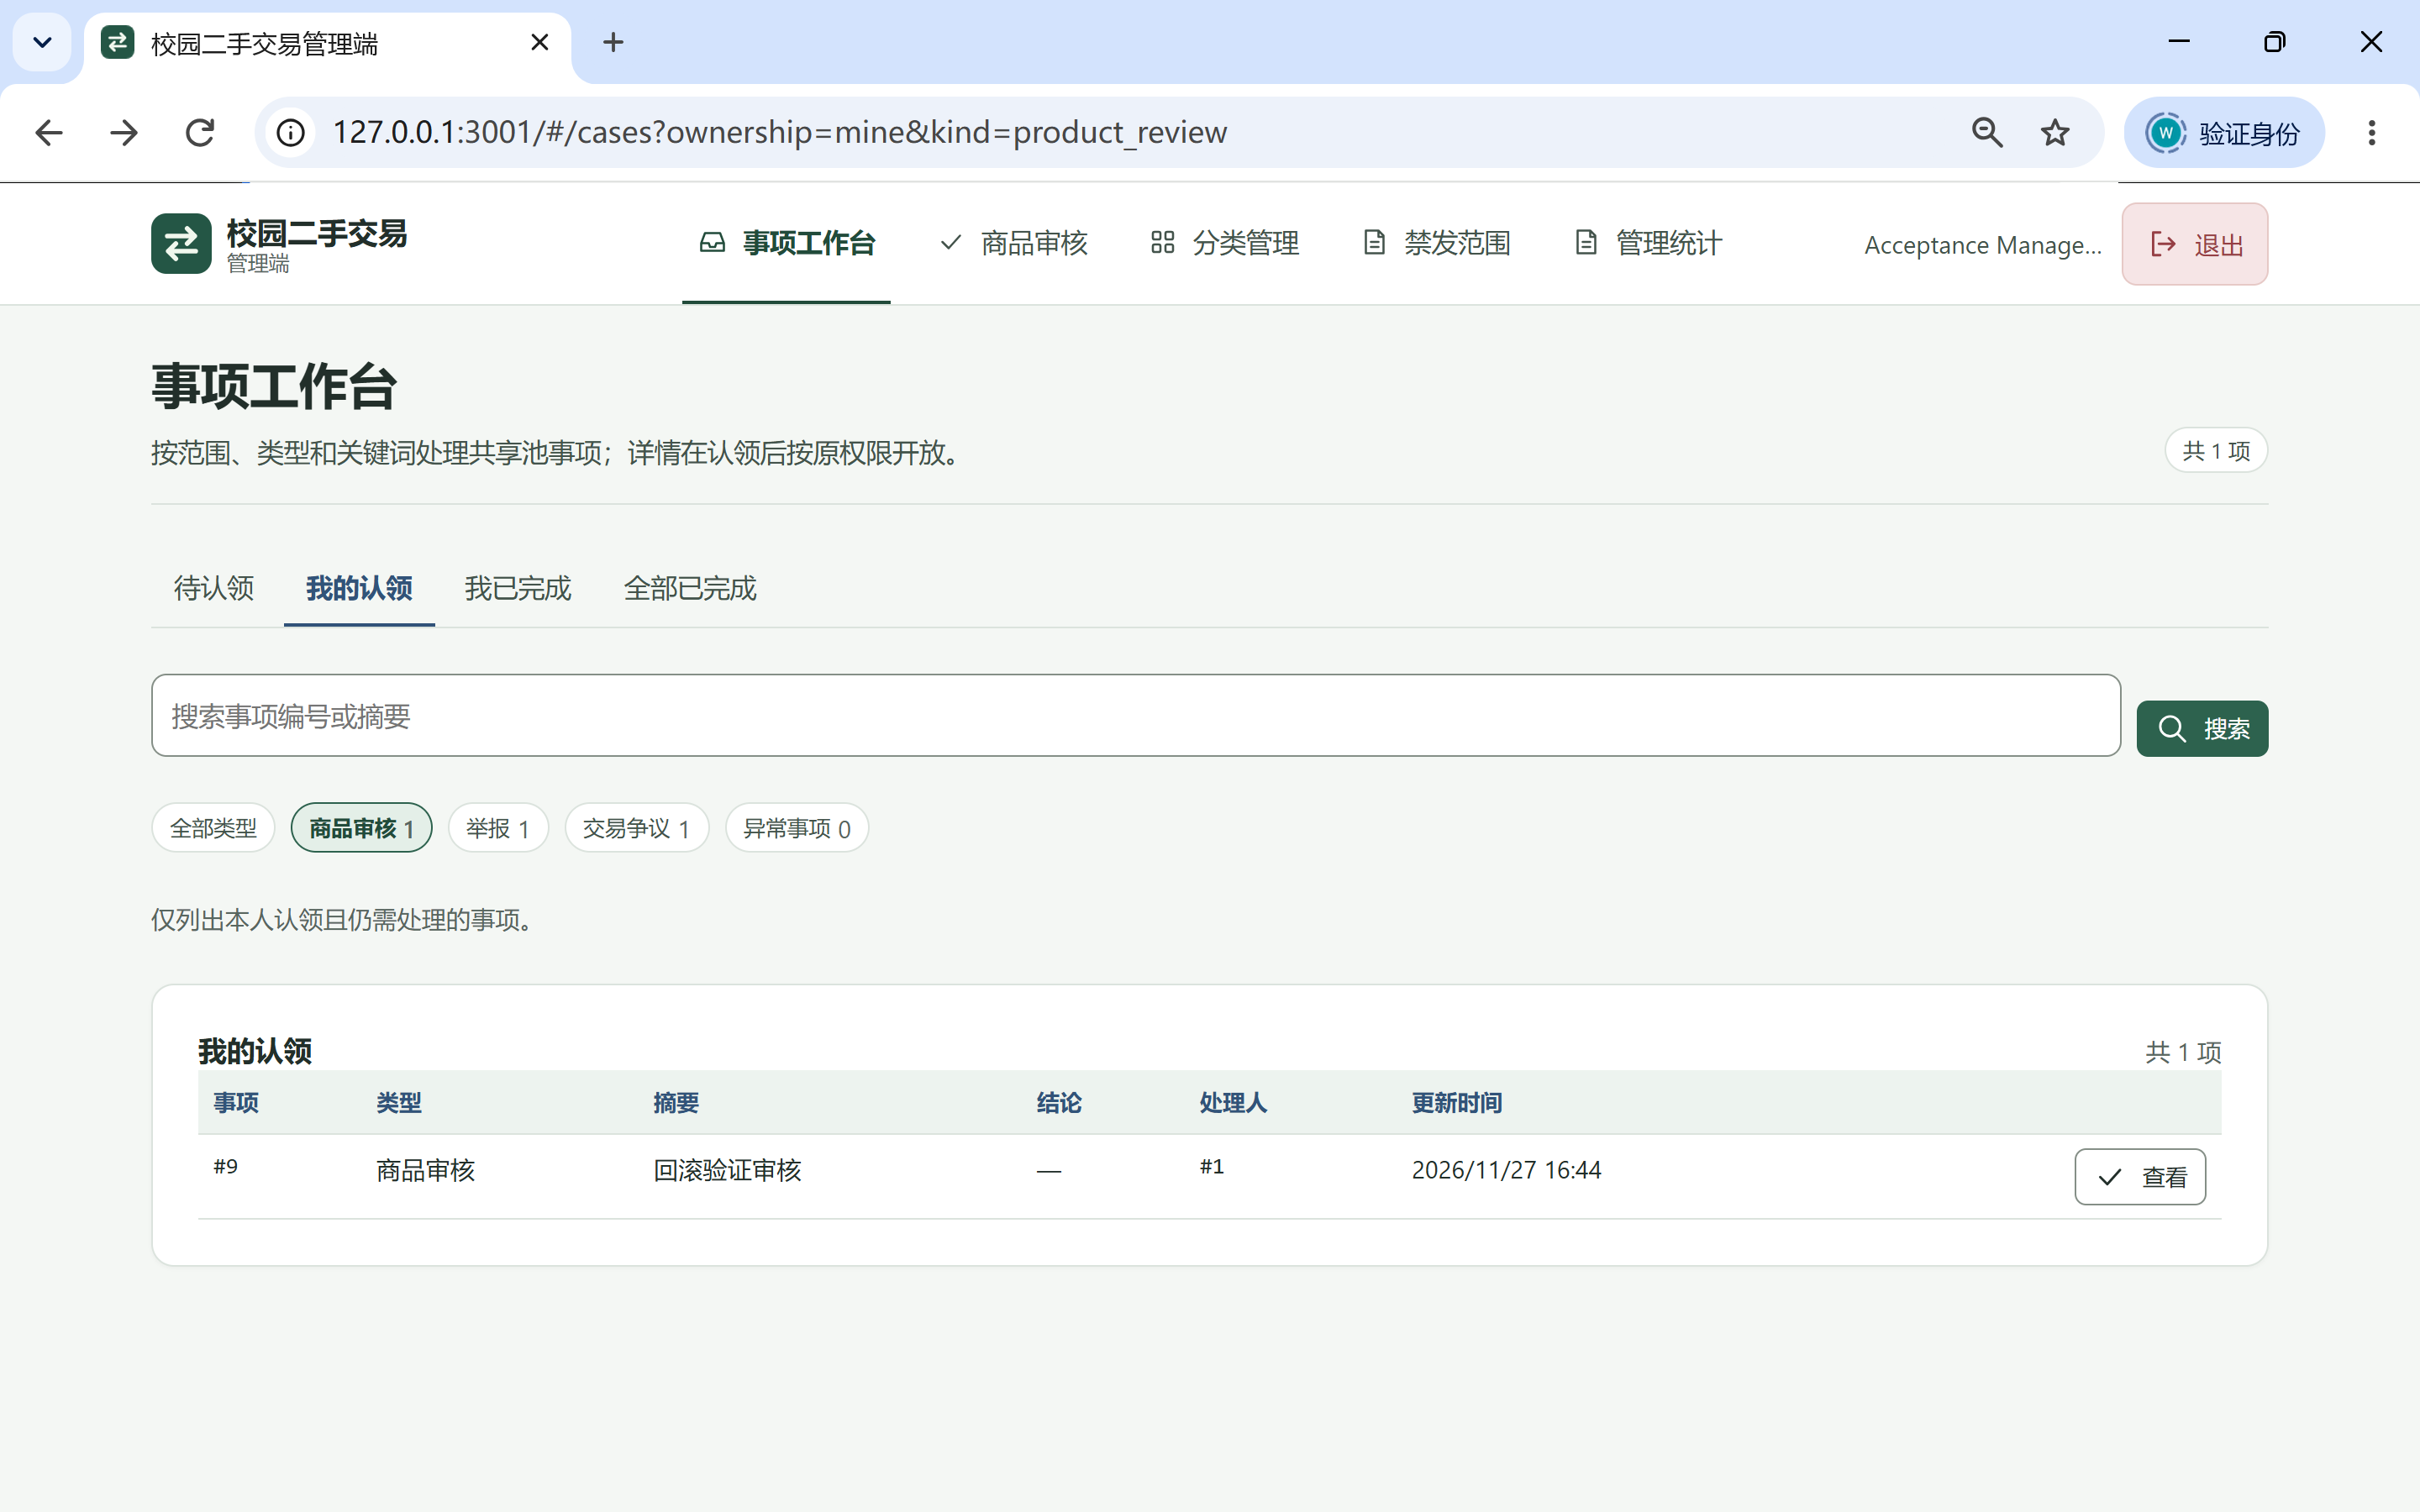 校园二手交易管理端
127.0.0.1:3001/#/cases?ownership=mine&kind=product_review
W 验证身份
校园二手交易
管理端
事项工作台 商品审核 分类管理 禁发范围 管理统计
Acceptance Manage... 退出
事项工作台
按范围、类型和关键词处理共享池事项；详情在认领后按原权限开放。
共 1 项
待认领 我的认领 我已完成 全部已完成
搜索事项编号或摘要
搜索
全部类型 商品审核 1 举报 1 交易争议 1 异常事项 0
仅列出本人认领且仍需处理的事项。
我的认领
共 1 项
事项 类型 摘要 结论 处理人 更新时间
#9 商品审核 回滚验证审核 — #1 2026/11/27 16:44 查看